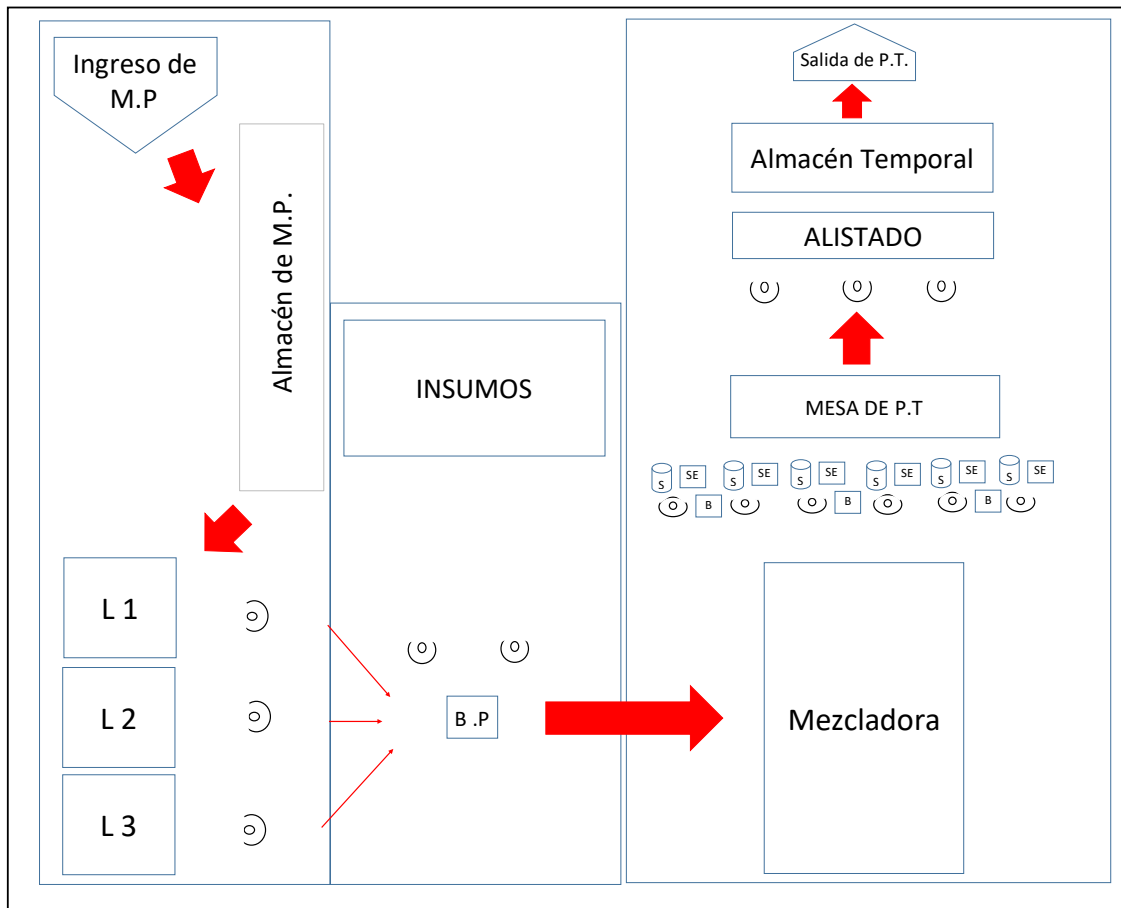 Ingreso de
M.P
Almacén de M.P.
L 1
L 2
L 3
INSUMOS
B .P
Salida de P.T.
Almacén Temporal
ALISTADO
MESA DE P.T
S SE S SE S SE S SE S SE S SE
B B B
Mezcladora